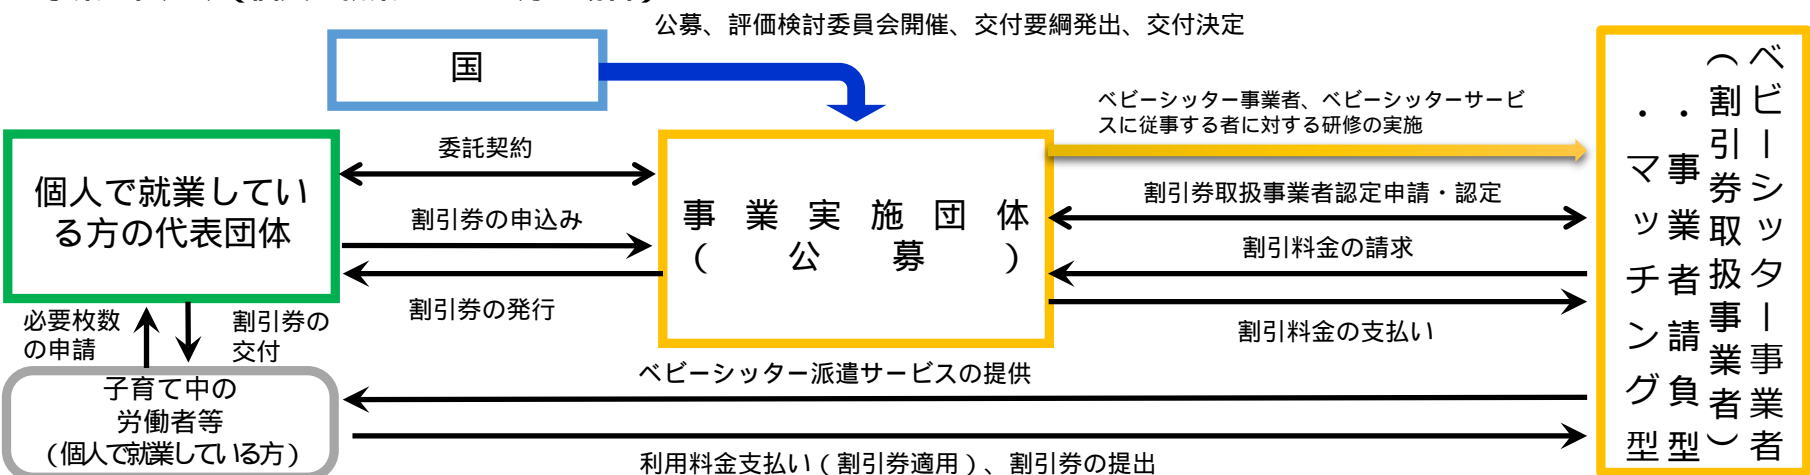 公募、評価検討委員会開催、交付要綱発出、交付決定
国
ベビーシッター事業者、ベビーシッターサービ
スに従事する者に対する研修の実施
委託契約
個人で就業してい
る方の代表団体
割引券の申込み
割引券の発行
事業実施団体
(公募)
割引券取扱事業者認定申請・認定
割引料金の請求
割引料金の支払い
ベビーシッター事業者
(割引券取扱事業者)
・事業者請負型
・マッチング型
必要枚数
の申請
割引券の
交付
子育て中の
労働者等
(個人で就業している方)
ベビーシッター派遣サービスの提供
利用料金支払い(割引券適用)、割引券の提出